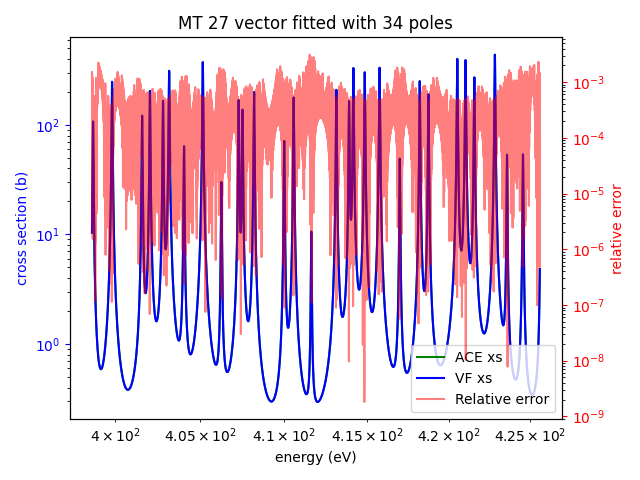 MT 27 vector fitted with 34 poles
cross section (b)
10²
10¹
10⁰
10⁻³
10⁻⁴
10⁻⁵
10⁻⁶
10⁻⁷
10⁻⁸
10⁻⁹
relative error
ACE xs
VF xs
Relative error
4 × 10² 4.05 × 10² 4.1 × 10² 4.15 × 10² 4.2 × 10² 4.25 × 10²
energy (eV)